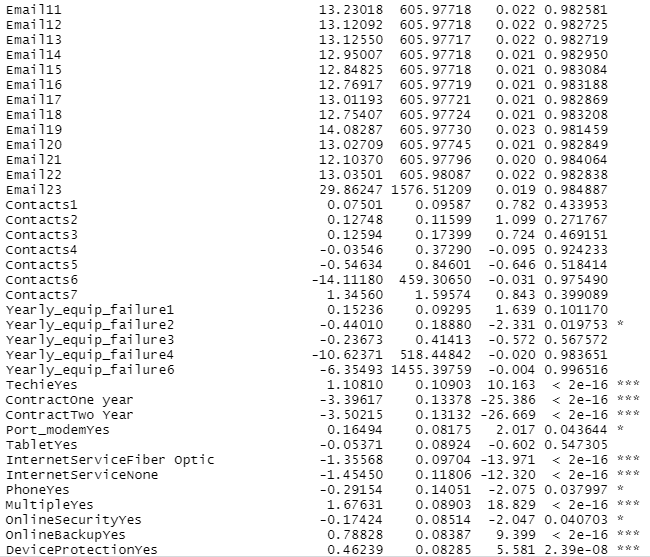 Email11 13.23018 605.97718 0.022 0.982581
Email12 13.12092 605.97718 0.022 0.982725
Email13 13.12550 605.97717 0.022 0.982719
Email14 12.95007 605.97718 0.021 0.982950
Email15 12.84825 605.97718 0.021 0.983084
Email16 12.76917 605.97719 0.021 0.983188
Email17 13.01193 605.97721 0.021 0.982869
Email18 12.75407 605.97724 0.021 0.983208
Email19 14.08287 605.97730 0.023 0.981459
Email20 13.02709 605.97745 0.021 0.982849
Email21 12.10370 605.97796 0.020 0.984064
Email22 13.03501 605.98087 0.022 0.982838
Email23 29.86247 1576.51209 0.019 0.984887
Contacts1 0.07501 0.09587 0.782 0.433953
Contacts2 0.12748 0.11599 1.099 0.271767
Contacts3 0.12594 0.17399 0.724 0.469151
Contacts4 -0.03546 0.37290 -0.095 0.924233
Contacts5 -0.54634 0.84601 -0.646 0.518414
Contacts6 -14.11180 459.30650 -0.031 0.975490
Contacts7 1.34560 1.59574 0.843 0.399089
Yearly_equip_failure1 0.15236 0.09295 1.639 0.101170
Yearly_equip_failure2 -0.44010 0.18880 -2.331 0.019753 *
Yearly_equip_failure3 -0.23673 0.41413 -0.572 0.567572
Yearly_equip_failure4 -10.62371 518.44842 -0.020 0.983651
Yearly_equip_failure6 -6.35493 1455.39759 -0.004 0.996516
TechieYes 1.10810 0.10903 10.163 < 2e-16 ***
ContractOne year -3.39617 0.13378 -25.386 < 2e-16 ***
ContractTwo Year -3.50215 0.13132 -26.669 < 2e-16 ***
Port_modemYes 0.16494 0.08175 2.017 0.043644 *
TabletYes -0.05371 0.08924 -0.602 0.547305
InternetServiceFiber Optic -1.35568 0.09704 -13.971 < 2e-16 ***
InternetServiceNone -1.45450 0.11806 -12.320 < 2e-16 ***
PhoneYes -0.29154 0.14051 -2.075 0.037997 *
MultipleYes 1.67631 0.08903 18.829 < 2e-16 ***
OnlineSecurityYes -0.17424 0.08514 -2.047 0.040703 *
OnlineBackupYes 0.78828 0.08387 9.399 < 2e-16 ***
DeviceProtectionYes 0.46239 0.08285 5.581 2.39e-08 ***